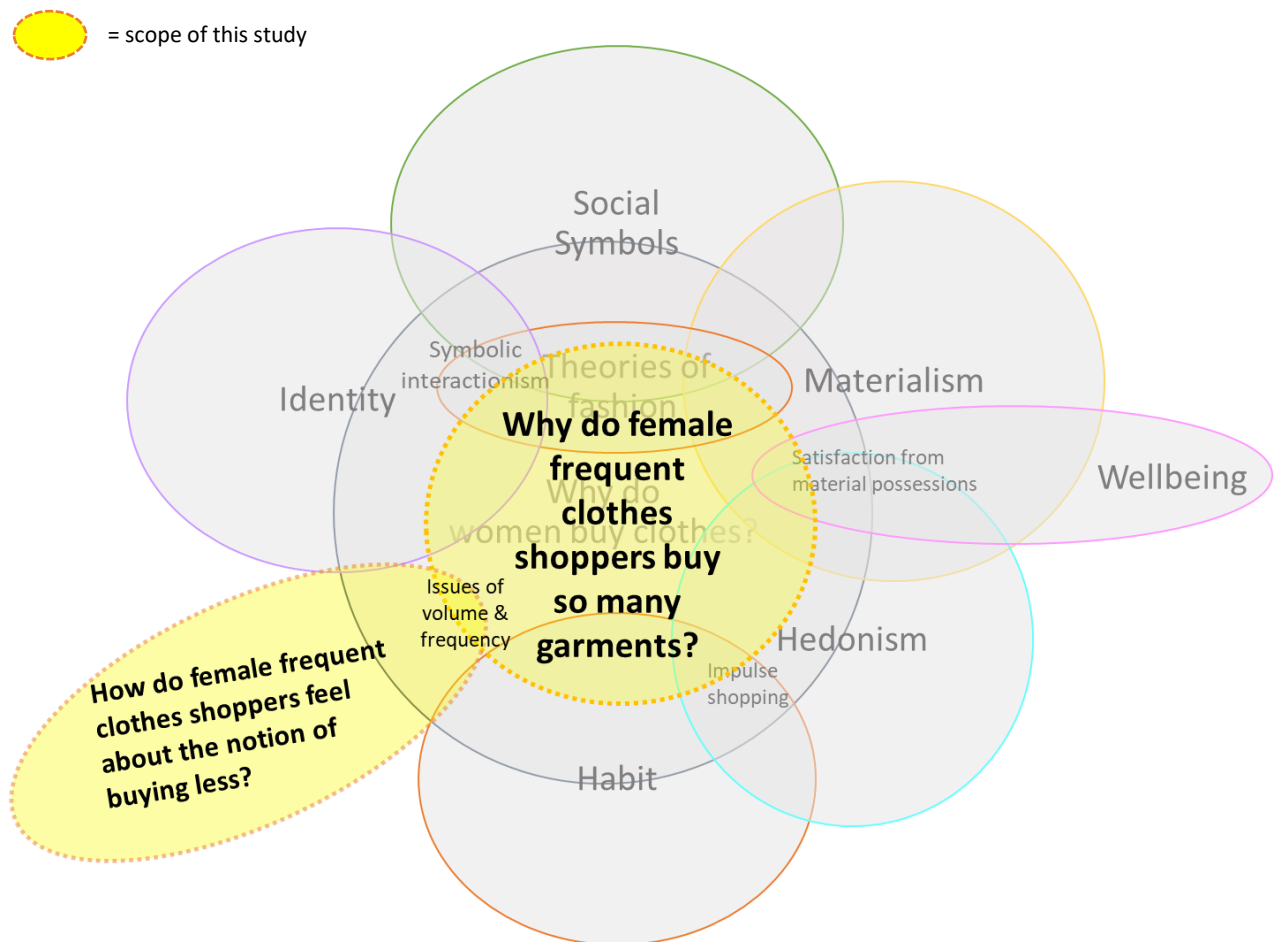 = scope of this study
Social
Symbols
Symbolic
interactionism
Theories of
fashion
Identity
Materialism
Why do female
frequent
clothes
shoppers buy
so many
garments?
Why do
women buy clothes?
Satisfaction from
material possessions
Wellbeing
Issues of
volume &
frequency
Hedonism
Impulse
shopping
How do female frequent
clothes shoppers feel
about the notion of
buying less?
Habit